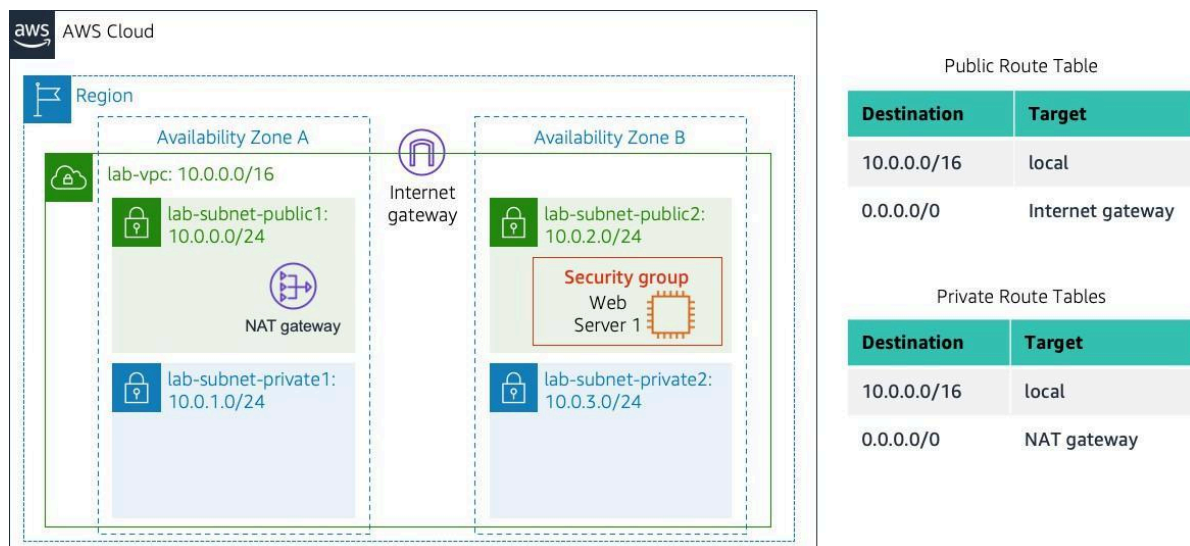 aws
AWS Cloud
Region
Availability Zone A
Availability Zone B
lab-vpc: 10.0.0.0/16
Internet
gateway
lab-subnet-public1:
10.0.0.0/24
NAT gateway
lab-subnet-public2:
10.0.2.0/24
Security group
Web
Server 1
lab-subnet-private1:
10.0.1.0/24
lab-subnet-private2:
10.0.3.0/24
Public Route Table
Destination Target
10.0.0.0/16 local
0.0.0.0/0 Internet gateway
Private Route Tables
Destination Target
10.0.0.0/16 local
0.0.0.0/0 NAT gateway